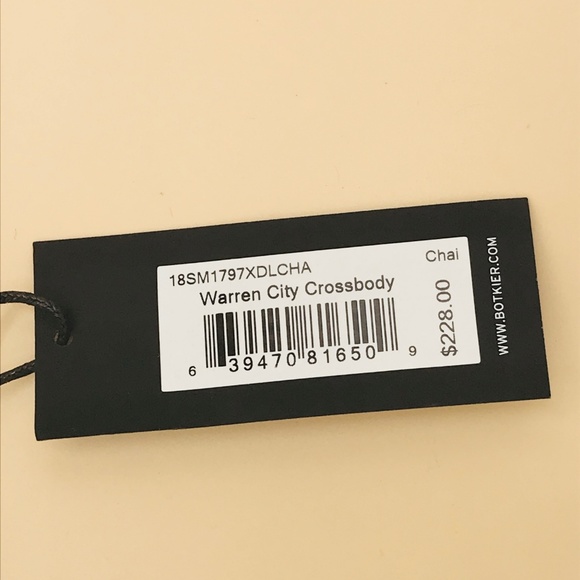 18SM1797XDLCHA
Chai
Warren City Crossbody
6 39470 81650 9
$228.00
WWW.BOTKIER.COM